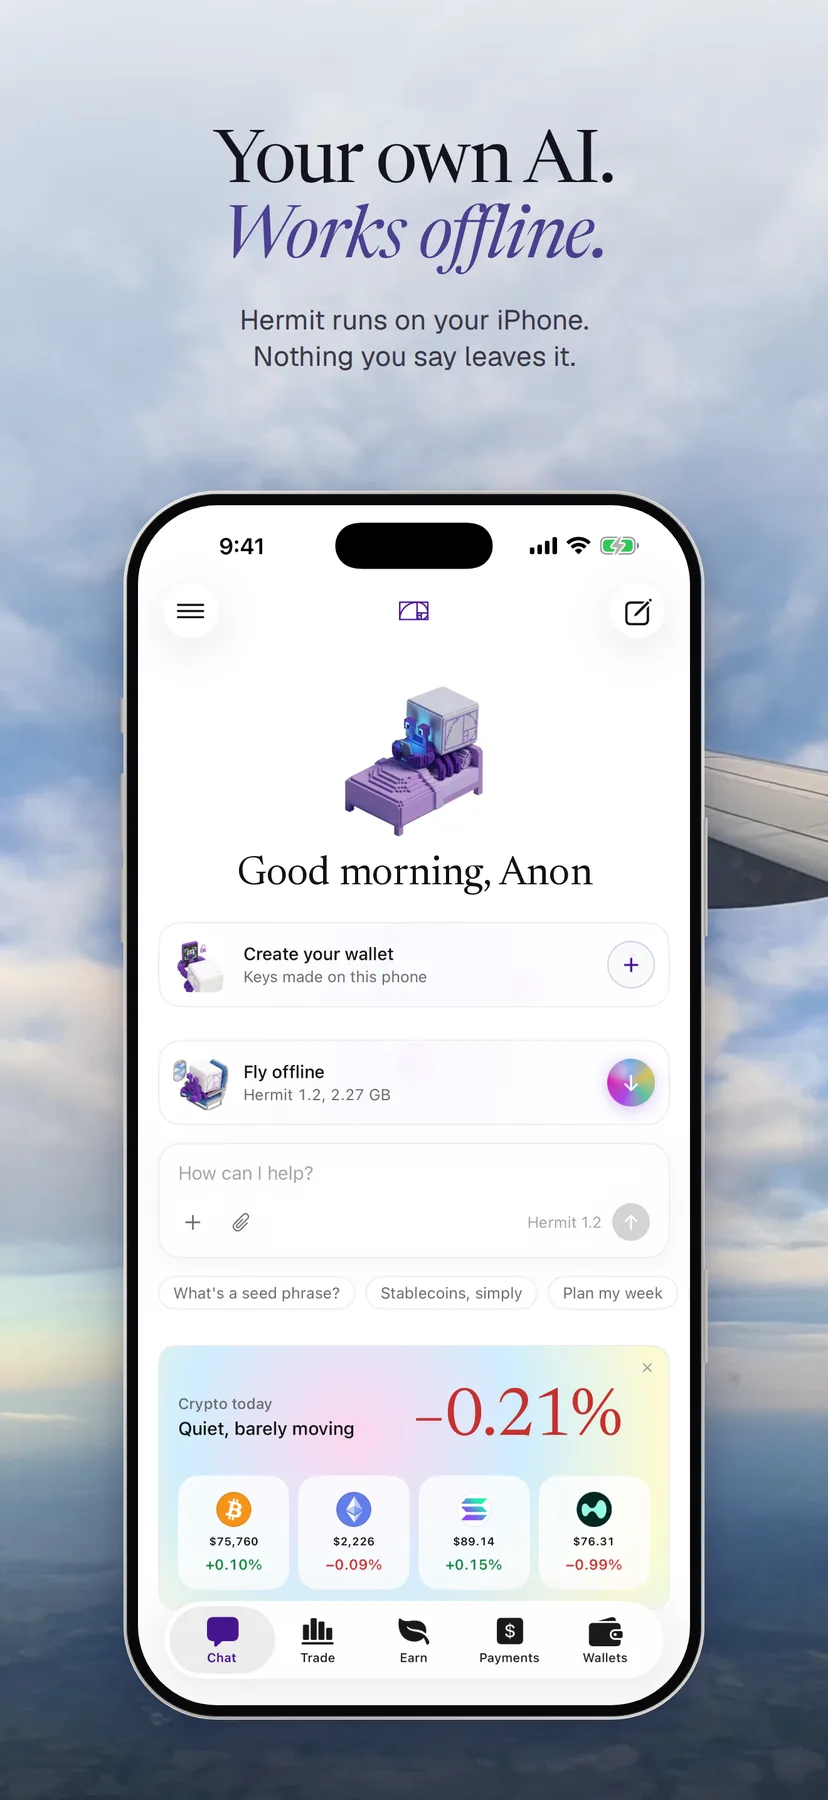 Your own AI.
Works offline.
Hermit runs on your iPhone.
Nothing you say leaves it.
9:41
Good morning, Anon
Create your wallet
Keys made on this phone
Fly offline
Hermit 1.2, 2.27 GB
How can I help?
Hermit 1.2
What's a seed phrase?
Stablecoins, simply
Plan my week
Crypto today
Quiet, barely moving
−0.21%
$75,760
+0.10%
$2,226
−0.09%
$89.14
+0.15%
$76.31
−0.99%
Chat
Trade
Earn
Payments
Wallets